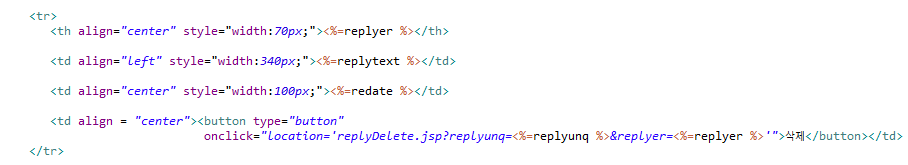 <tr>
<th align="center" style="width:70px;"><%=replyer %></th>
<td align="left" style="width:340px;"><%=replytext %></td>
<td align="center" style="width:100px;"><%=redate %></td>
<td align = "center"><button type="button"
onclick="location='replyDelete.jsp?replyunq=<%=replyunq %>&replyer=<%=replyer %>'">삭제</button></td>
</tr>